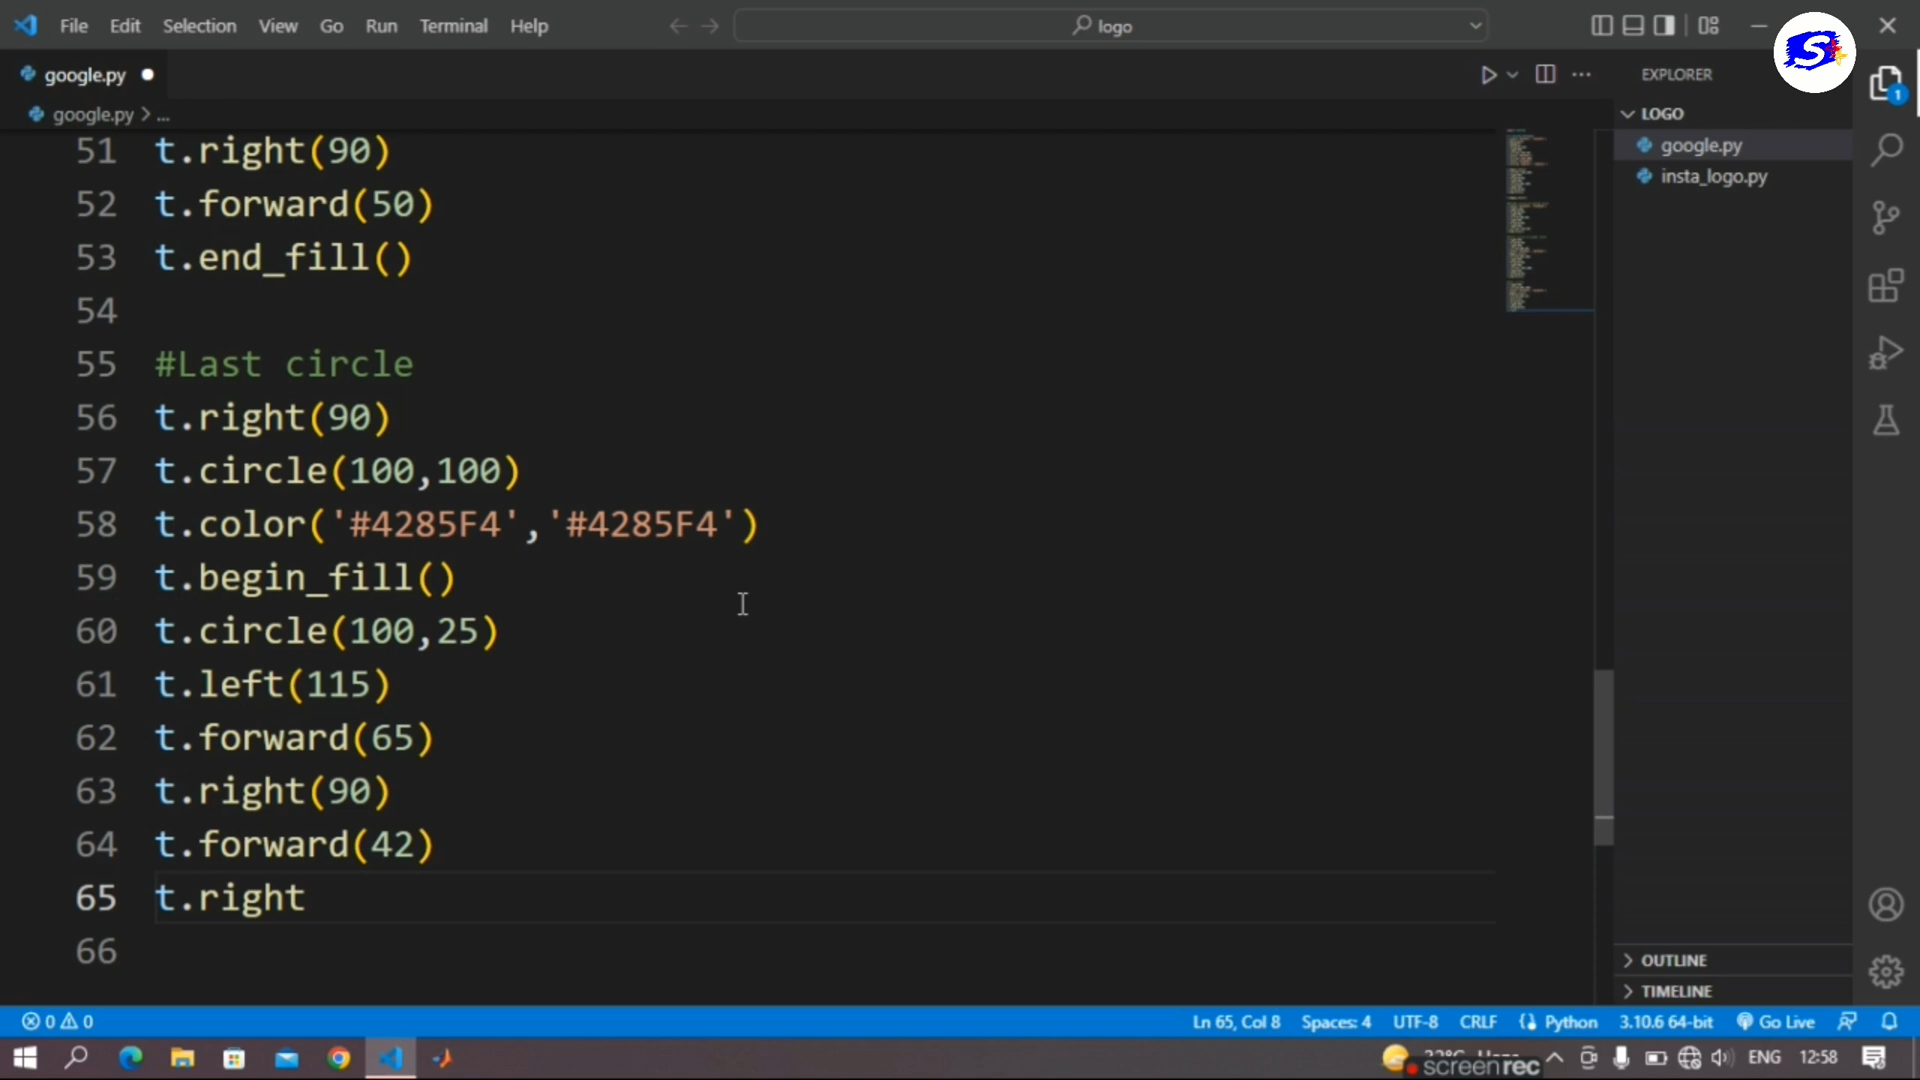 File Edit Selection View Go Run Terminal Help
logo
google.py
google.py > ...
51 t.right(90)
52 t.forward(50)
53 t.end_fill()
54
55 #Last circle
56 t.right(90)
57 t.circle(100,100)
58 t.color('#4285F4','#4285F4')
59 t.begin_fill()
60 t.circle(100,25)
61 t.left(115)
62 t.forward(65)
63 t.right(90)
64 t.forward(42)
65 t.right
66
EXPLORER
LOGO
google.py
insta_logo.py
OUTLINE
TIMELINE
S
1
0 0
Ln 65, Col 8 Spaces: 4 UTF-8 CRLF Python 3.10.6 64-bit Go Live
ENG 12:58
screenrec